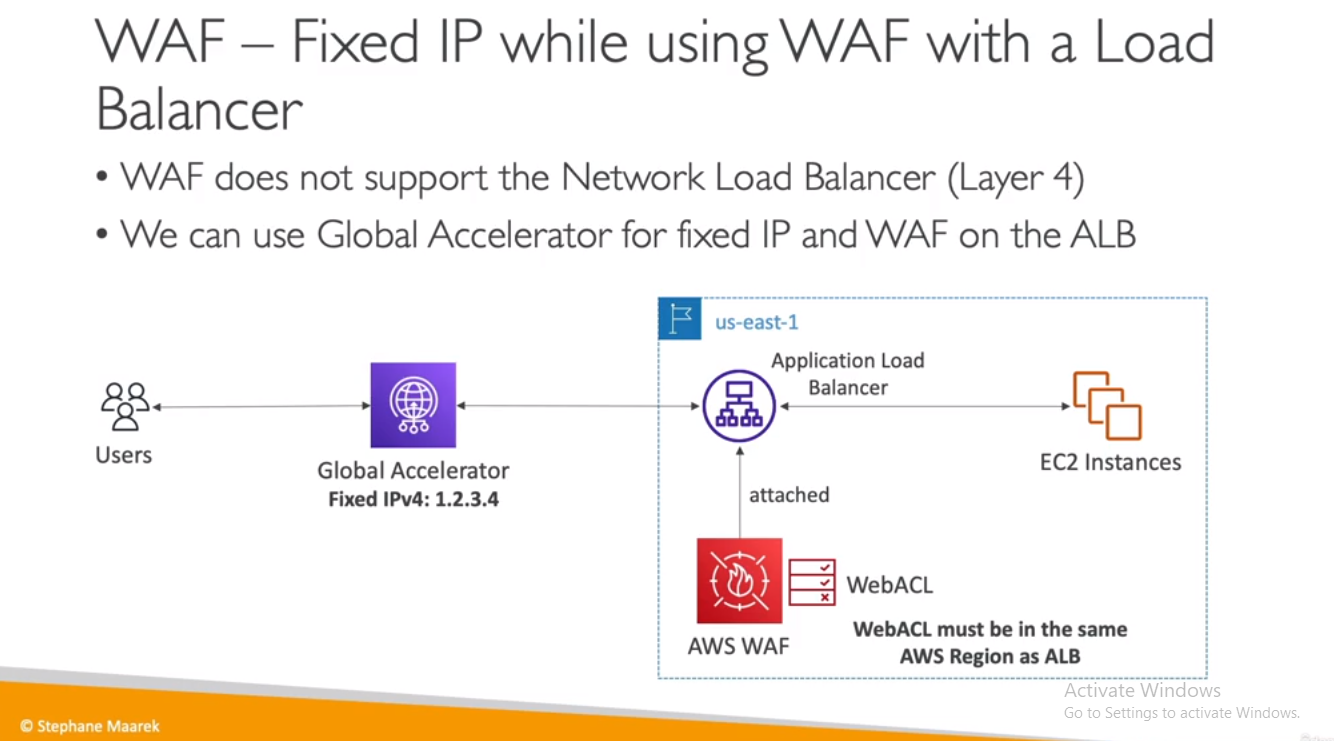 WAF – Fixed IP while using WAF with a Load
Balancer
• WAF does not support the Network Load Balancer (Layer 4)
• We can use Global Accelerator for fixed IP and WAF on the ALB
us-east-1
Application Load
Balancer
Users
Global Accelerator
Fixed IPv4: 1.2.3.4
EC2 Instances
attached
WebACL
AWS WAF
WebACL must be in the same
AWS Region as ALB
Activate Windows
Go to Settings to activate Windows.
© Stephane Maarek